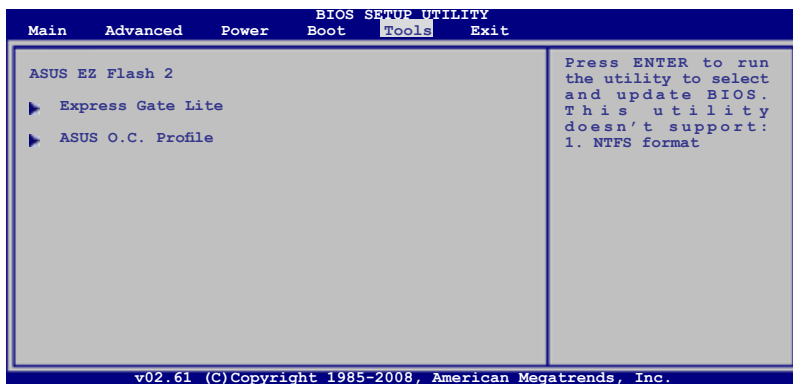 BIOS SETUP UTILITY
Main Advanced Power Boot Tools Exit
ASUS EZ Flash 2
Express Gate Lite
ASUS O.C. Profile
Press ENTER to run
the utility to select
and update BIOS.
This utility
doesn't support:
1. NTFS format
v02.61 (C)Copyright 1985-2008, American Megatrends, Inc.